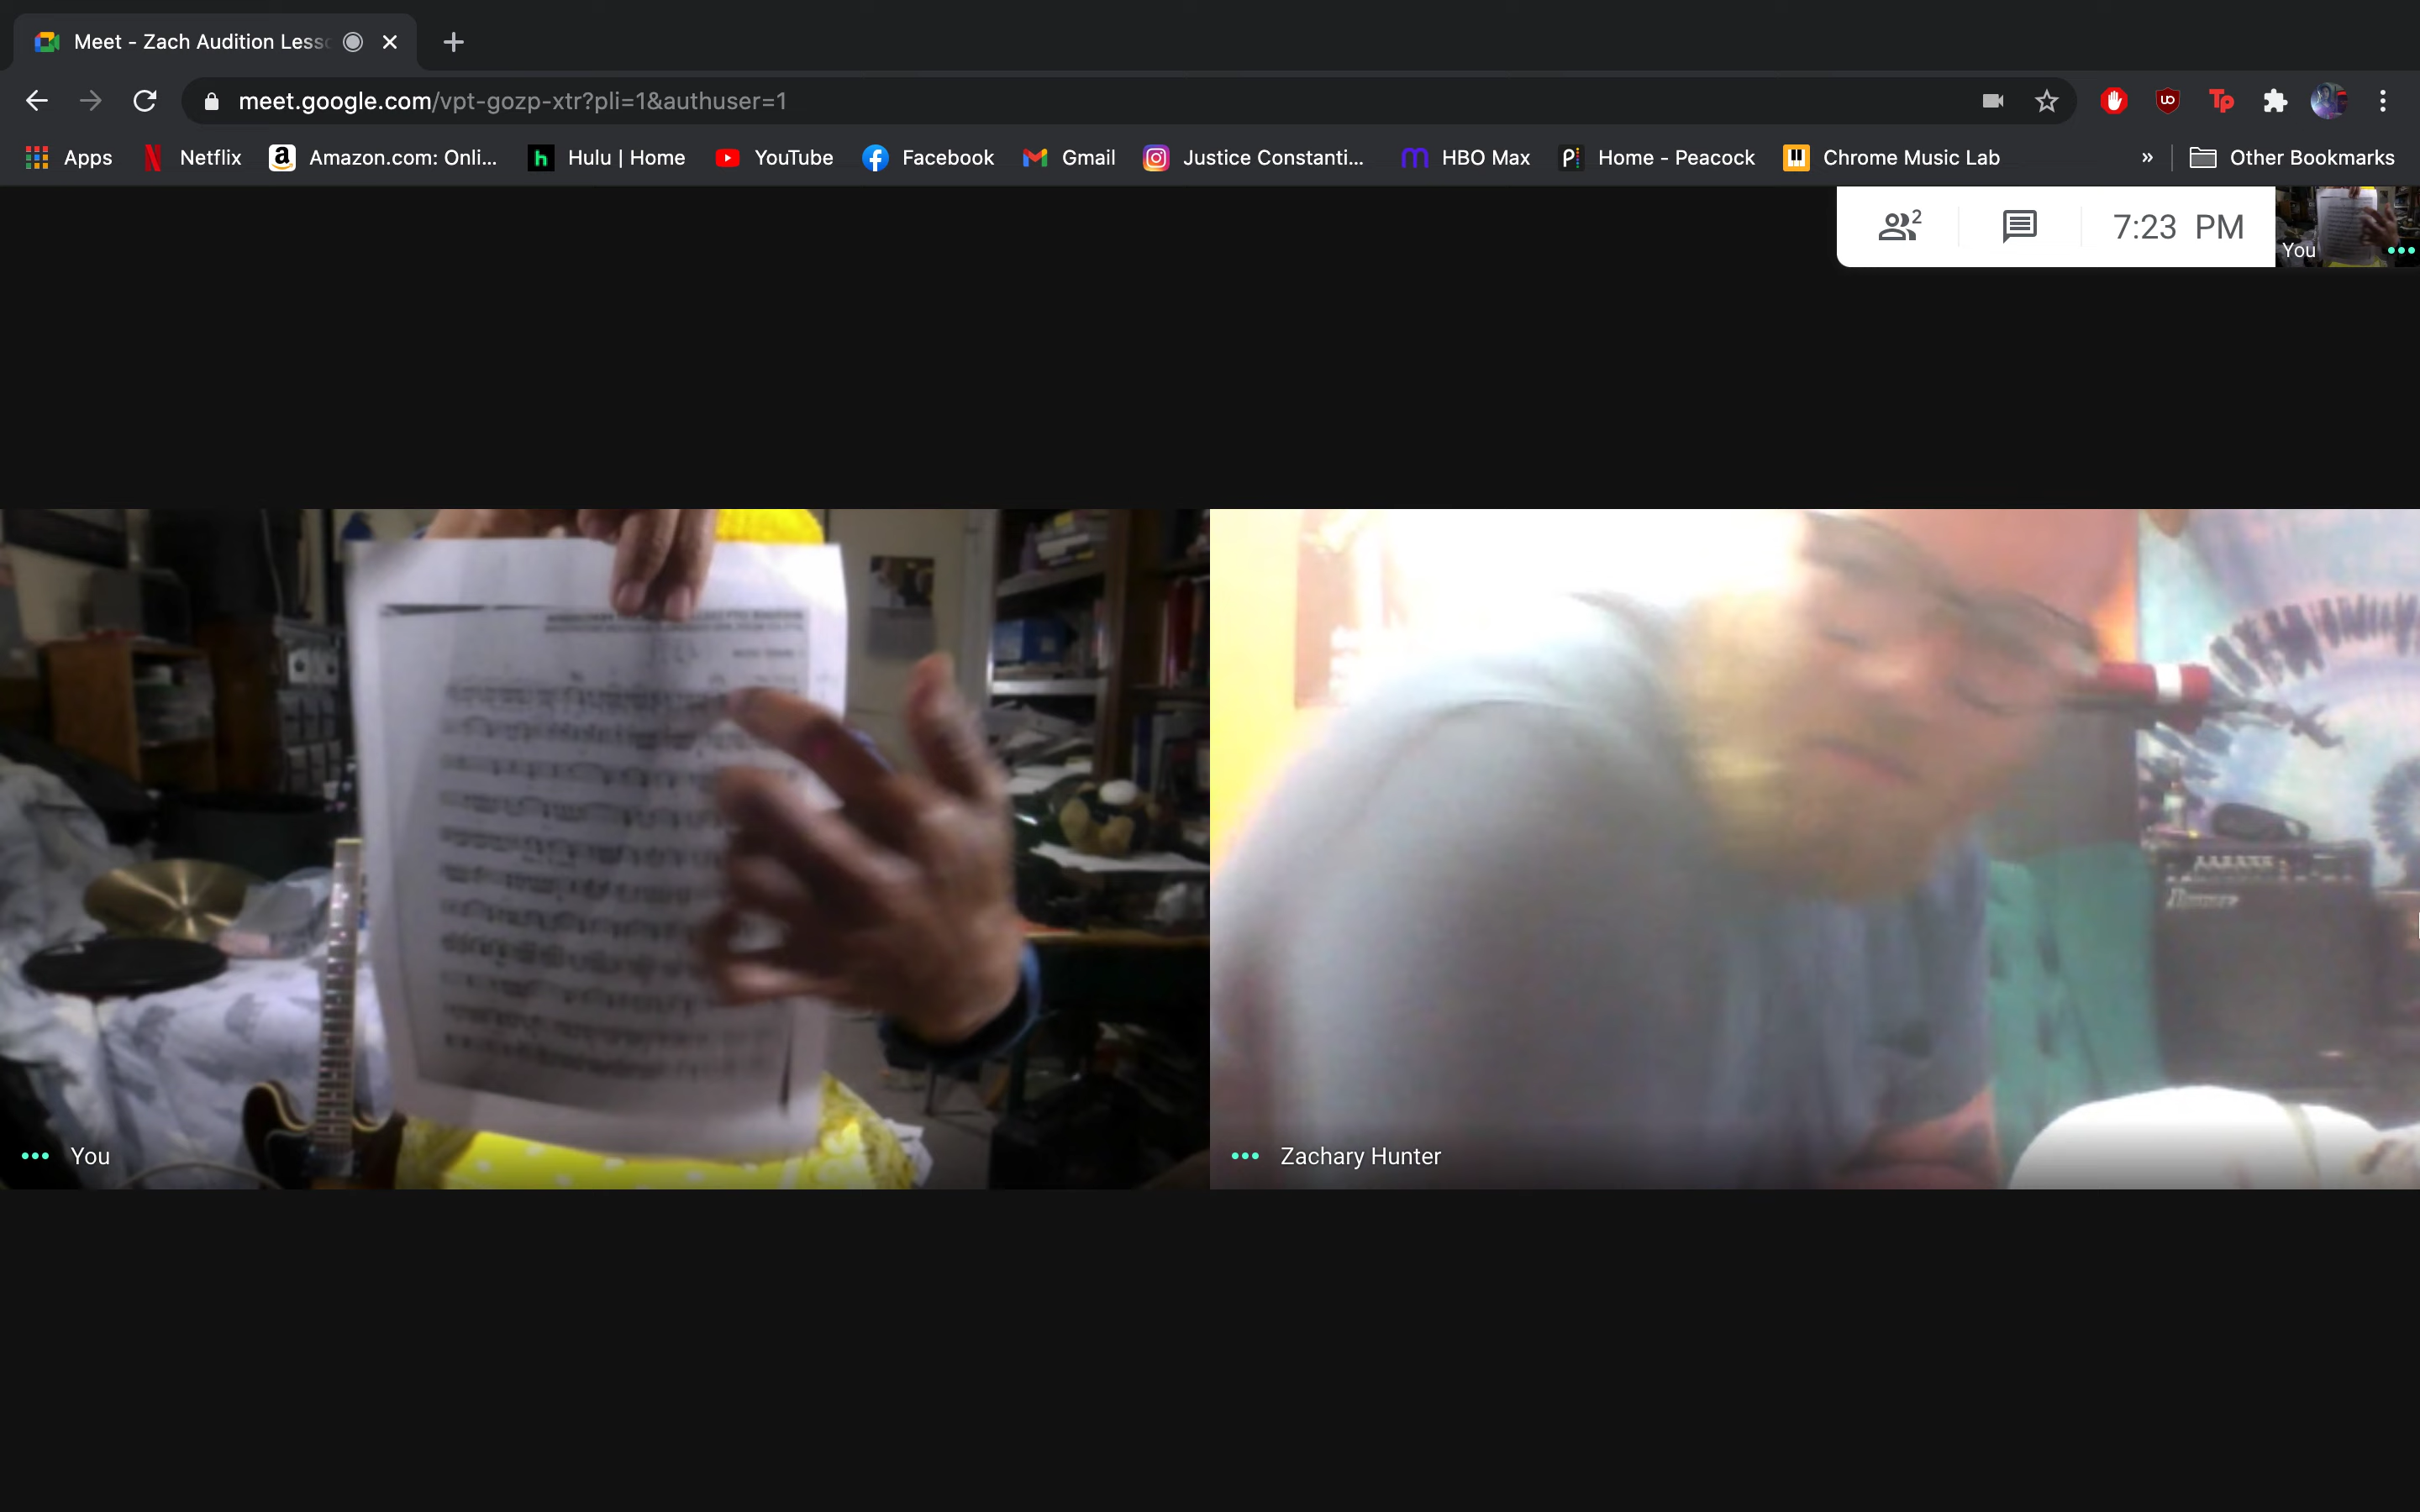 Meet - Zach Audition Less
meet.google.com/vpt-gozp-xtr?pli=1&authuser=1
Apps Netflix Amazon.com: Onli... Hulu | Home YouTube Facebook Gmail Justice Constanti... HBO Max Home - Peacock Chrome Music Lab » Other Bookmarks
2 7:23 PM You
You
Zachary Hunter
Ibanez